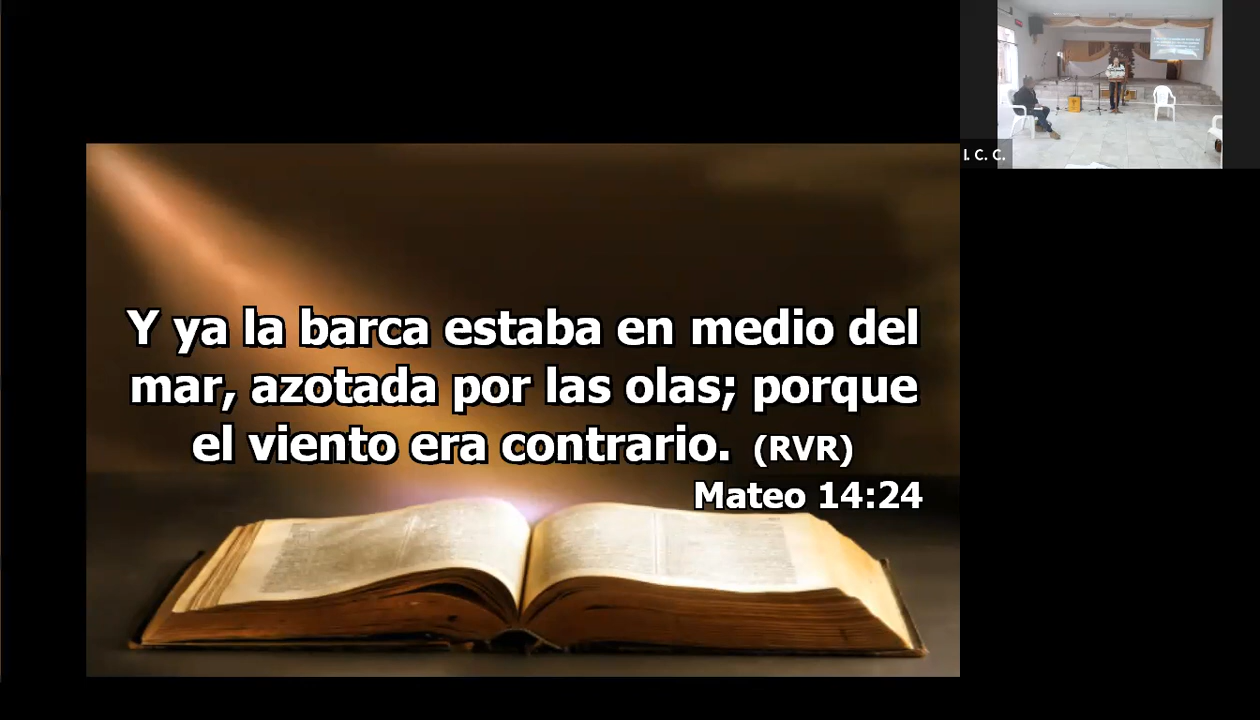 Y ya la barca estaba en medio del
mar, azotada por las olas; porque
el viento era contrario. (RVR)
Mateo 14:24
I. C. C.